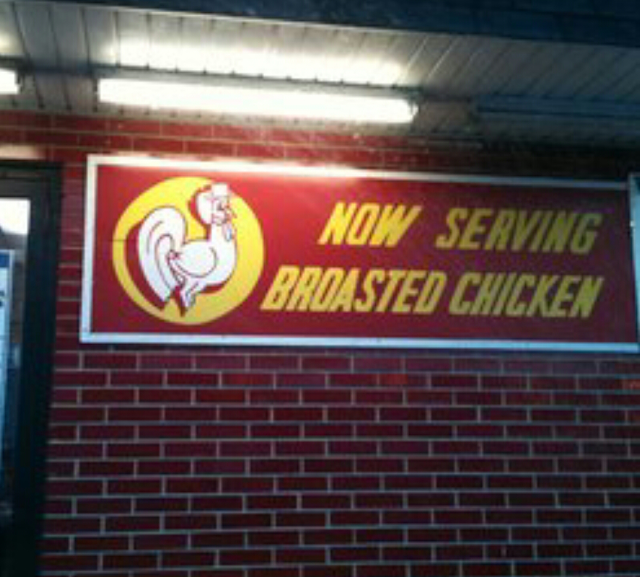 NOW SERVING
BROASTED CHICKEN